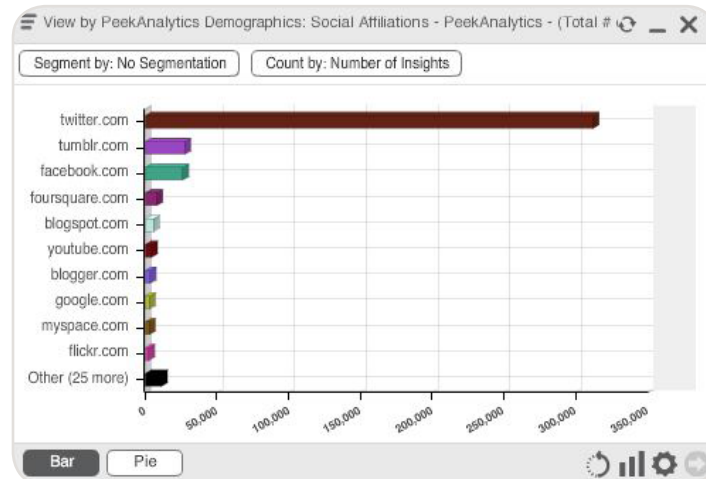 View by PeekAnalytics Demographics: Social Affiliations - PeekAnalytics - (Total #
Segment by: No Segmentation Count by: Number of Insights
twitter.com
tumblr.com
facebook.com
foursquare.com
blogspot.com
youtube.com
blogger.com
google.com
myspace.com
flickr.com
Other (25 more)
0 50,000 100,000 150,000 200,000 250,000 300,000 350,000
Bar Pie